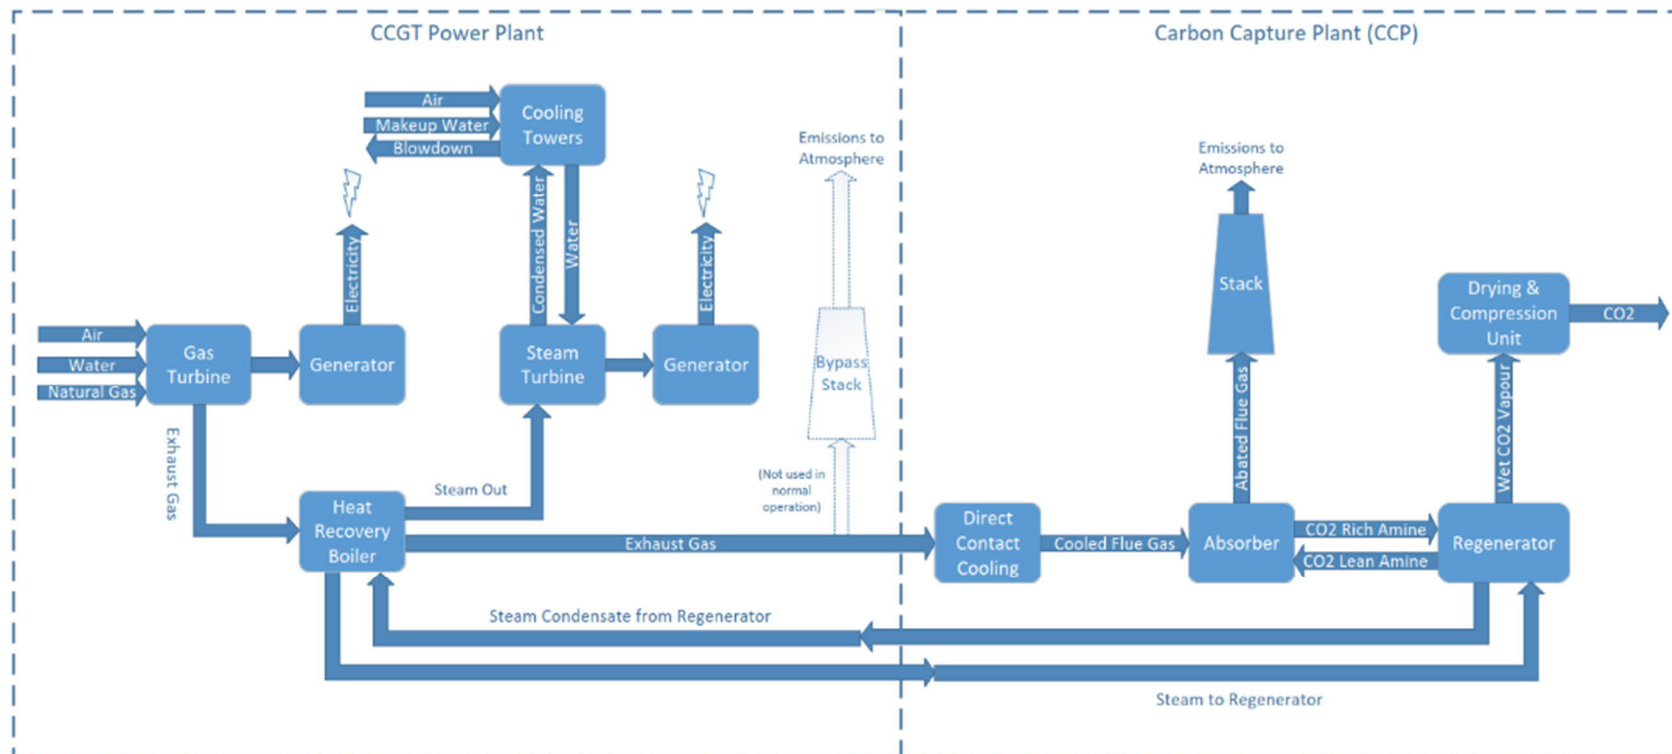 CCGT Power Plant
Carbon Capture Plant (CCP)
Air
Makeup Water
Blowdown
Cooling
Towers
Emissions to
Atmosphere
Emissions to
Atmosphere
Electricity
Condensed Water
Water
Electricity
Stack
Drying &
Compression
Unit
CO2
Air
Water
Natural Gas
Gas
Turbine
Generator
Steam
Turbine
Generator
Bypass
Stack
Exhaust Gas
Abated Flue Gas
Wet CO2 Vapour
Steam Out
(Not used in
normal
operation)
Heat
Recovery
Boiler
Exhaust Gas
Direct
Contact
Cooling
Cooled Flue Gas
Absorber
CO2 Rich Amine
CO2 Lean Amine
Regenerator
Steam Condensate from Regenerator
Steam to Regenerator